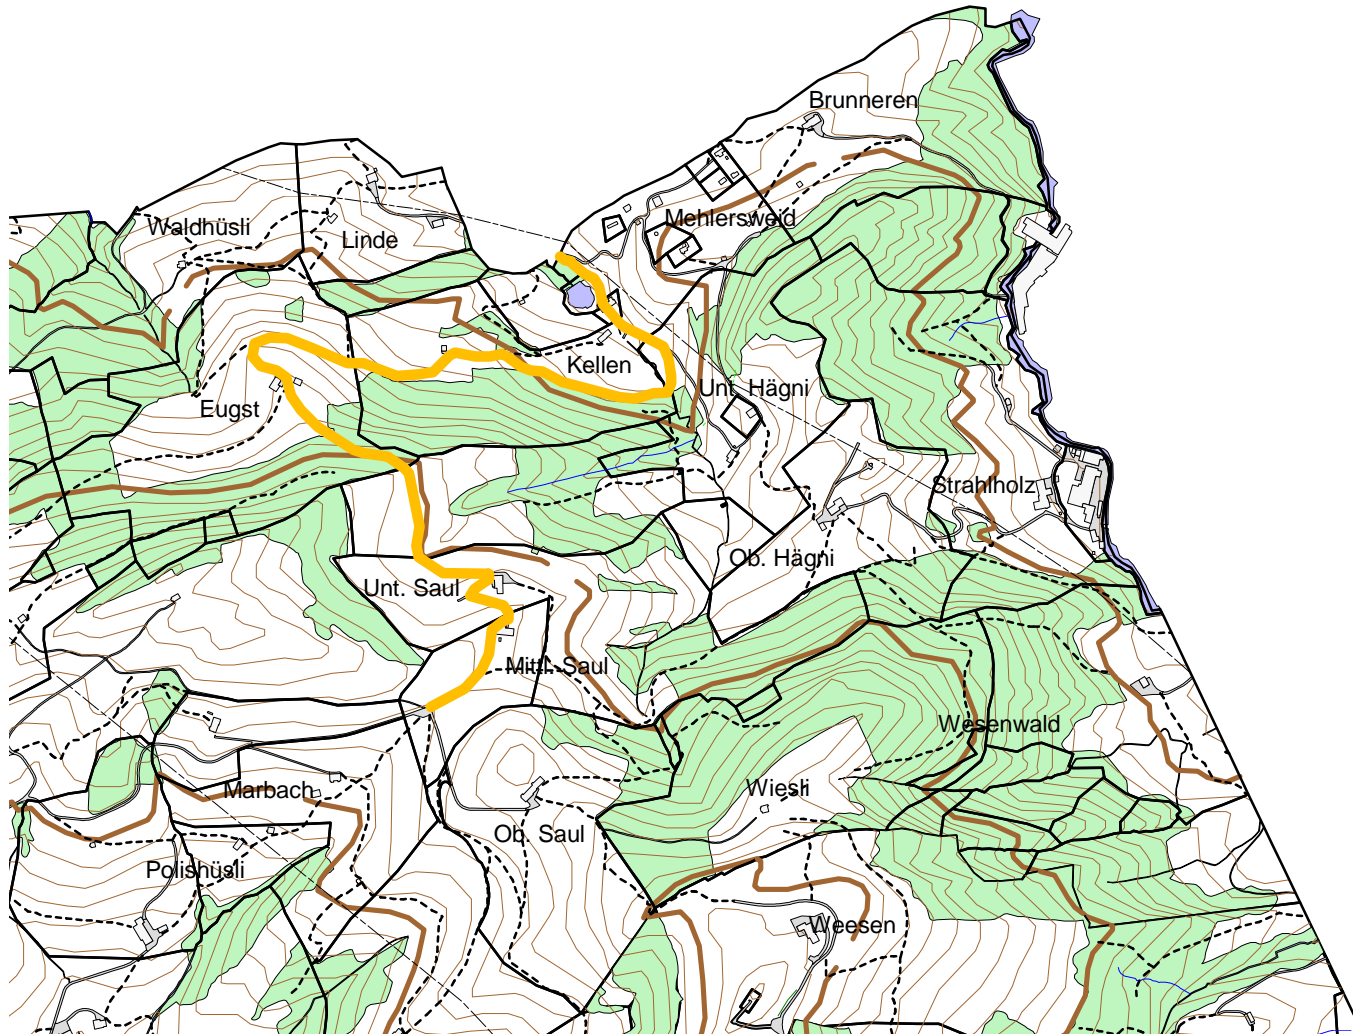 Brunneren
Waldhüsli
Linde
Mehlersweid
Kellen
Unt. Hägni
Eugst
Strahlholz
Ob. Hägni
Unt. Saul
Mittl. Saul
Wesenwald
Marbach
Wiesli
Ob. Saul
Polishüsli
Weesen